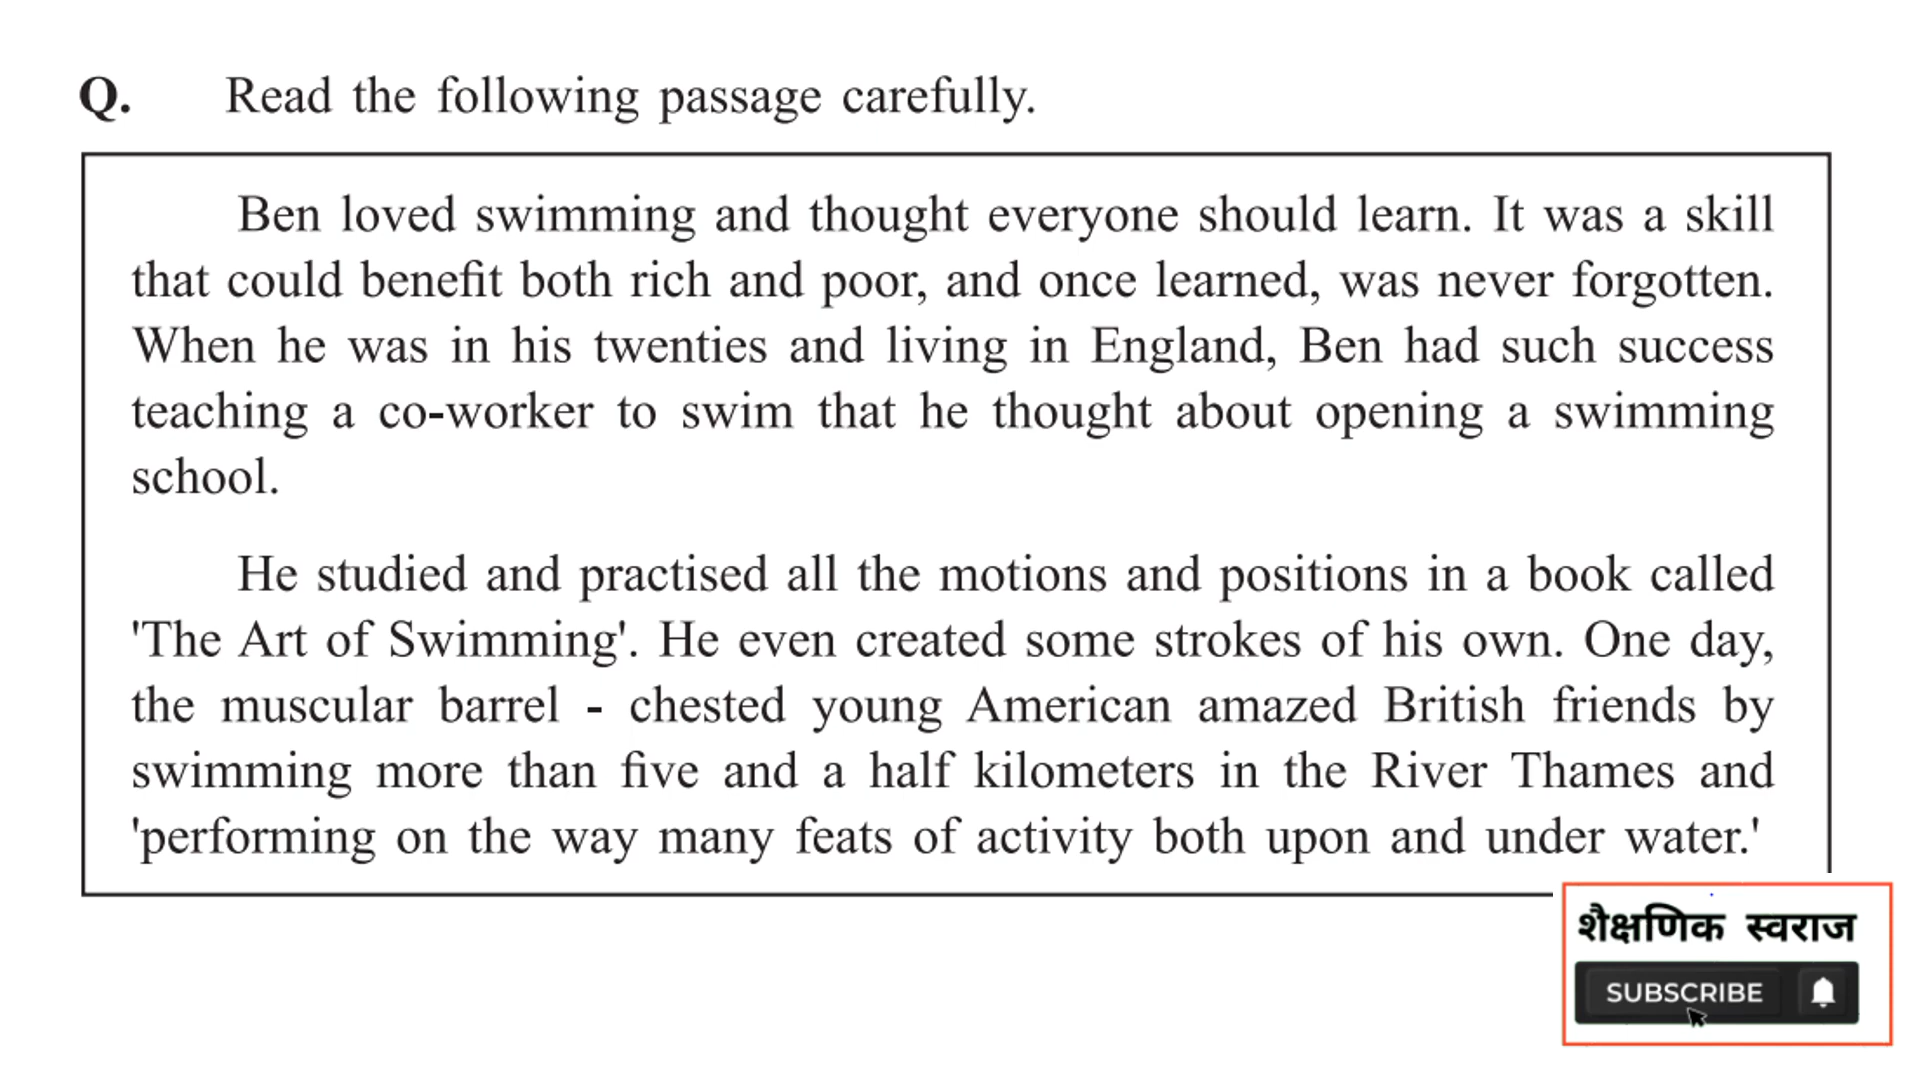 Q. Read the following passage carefully.
Ben loved swimming and thought everyone should learn. It was a skill
that could benefit both rich and poor, and once learned, was never forgotten.
When he was in his twenties and living in England, Ben had such success
teaching a co-worker to swim that he thought about opening a swimming
school.
He studied and practised all the motions and positions in a book called
'The Art of Swimming'. He even created some strokes of his own. One day,
the muscular barrel - chested young American amazed British friends by
swimming more than five and a half kilometers in the River Thames and
'performing on the way many feats of activity both upon and under water.'
शैक्षणिक स्वराज
SUBSCRIBE